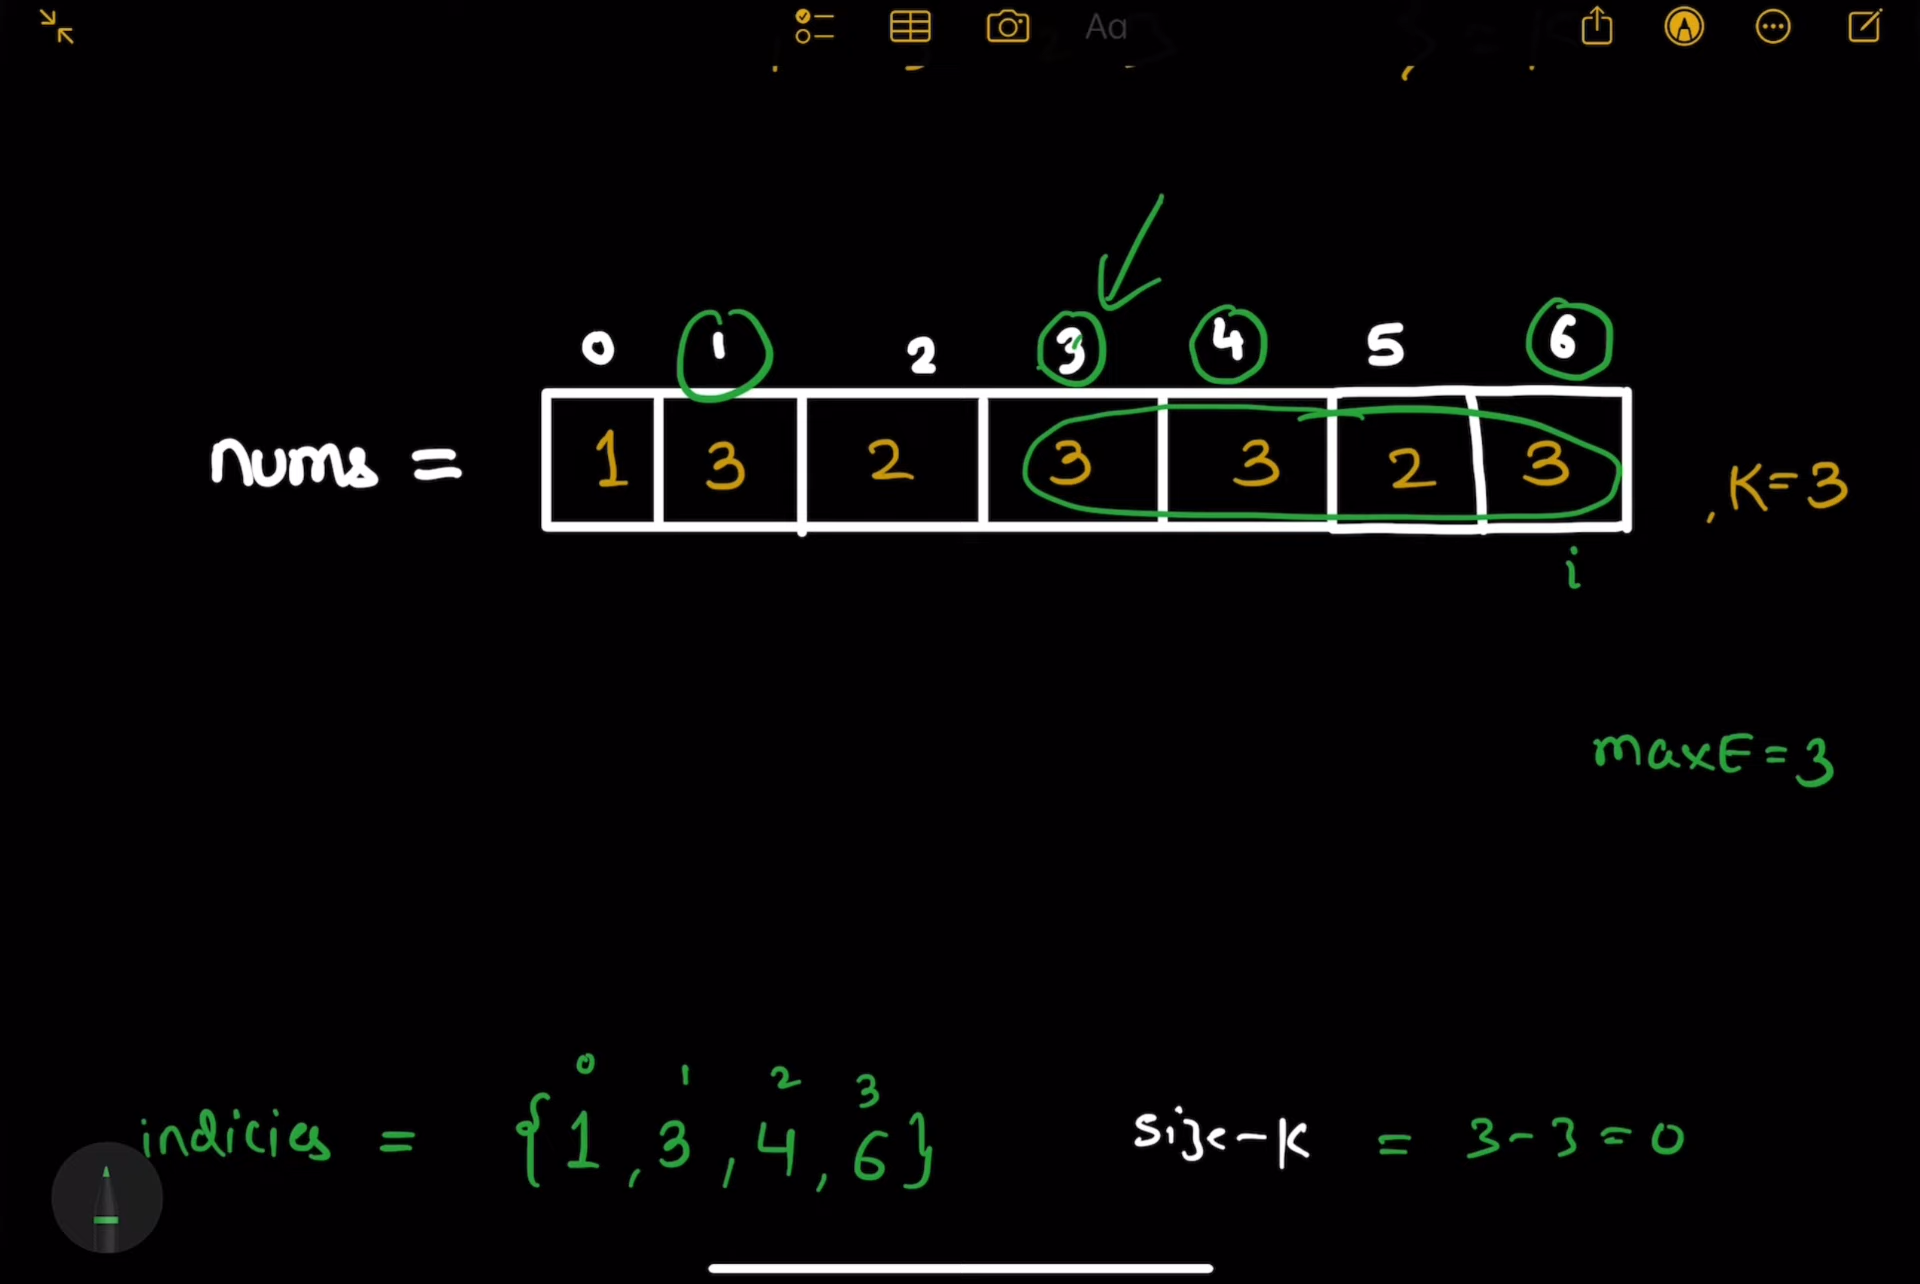 Aa
0 1 2 3 4 5 6
nums = 1 3 2 3 3 2 3 , K=3
i
maxE = 3
0 1 2 3
indicies = {1, 3, 4, 6} size-K = 3-3=0